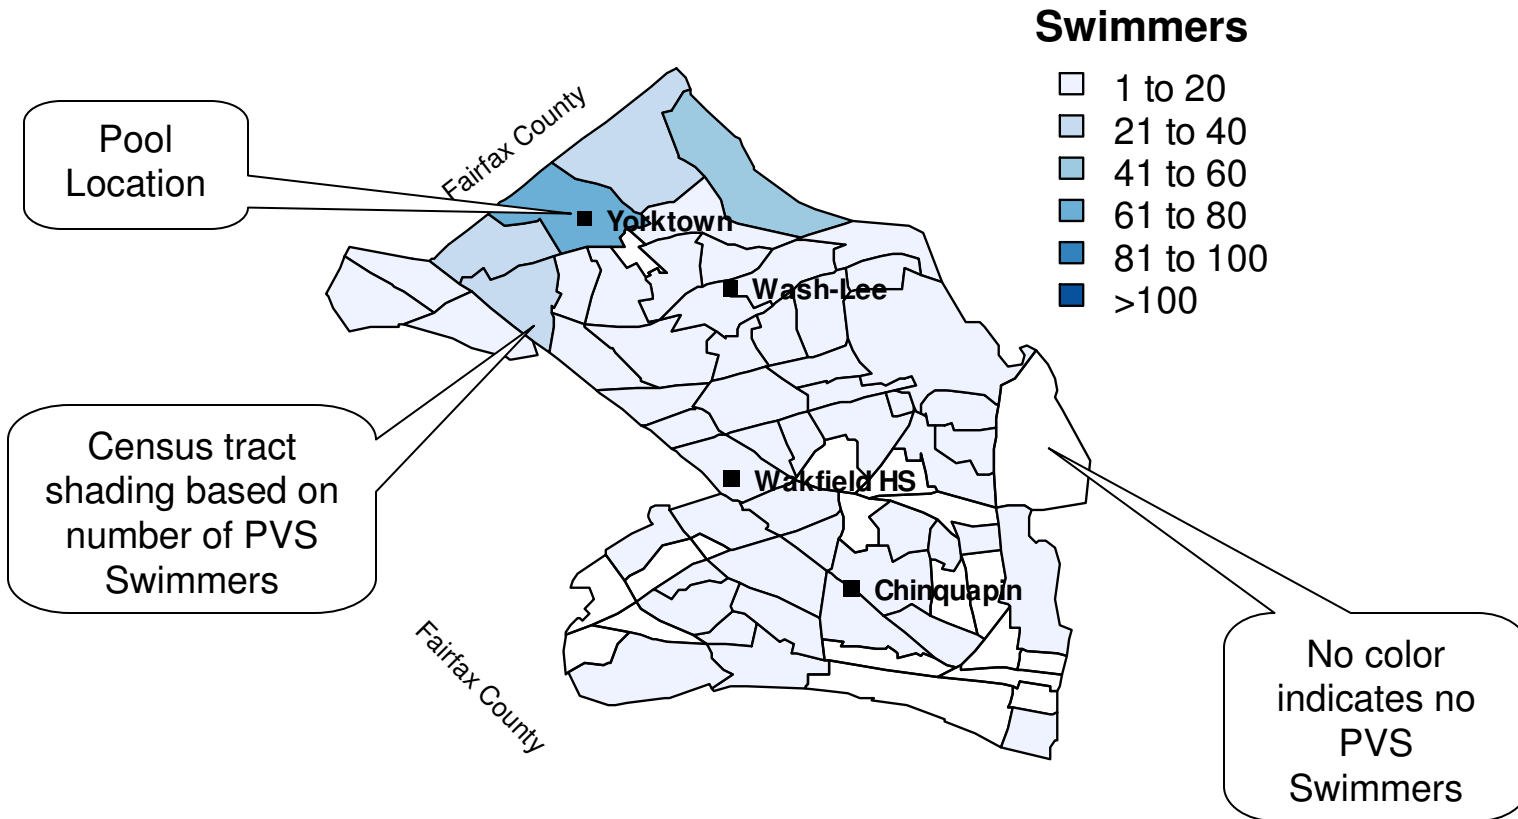 Swimmers
1 to 20
21 to 40
41 to 60
61 to 80
81 to 100
>100
Pool
Location
Fairfax County
Yorktown
Wash-Lee
Census tract
shading based on
number of PVS
Swimmers
Wakfield HS
Chinquapin
Fairfax County
No color
indicates no
PVS
Swimmers